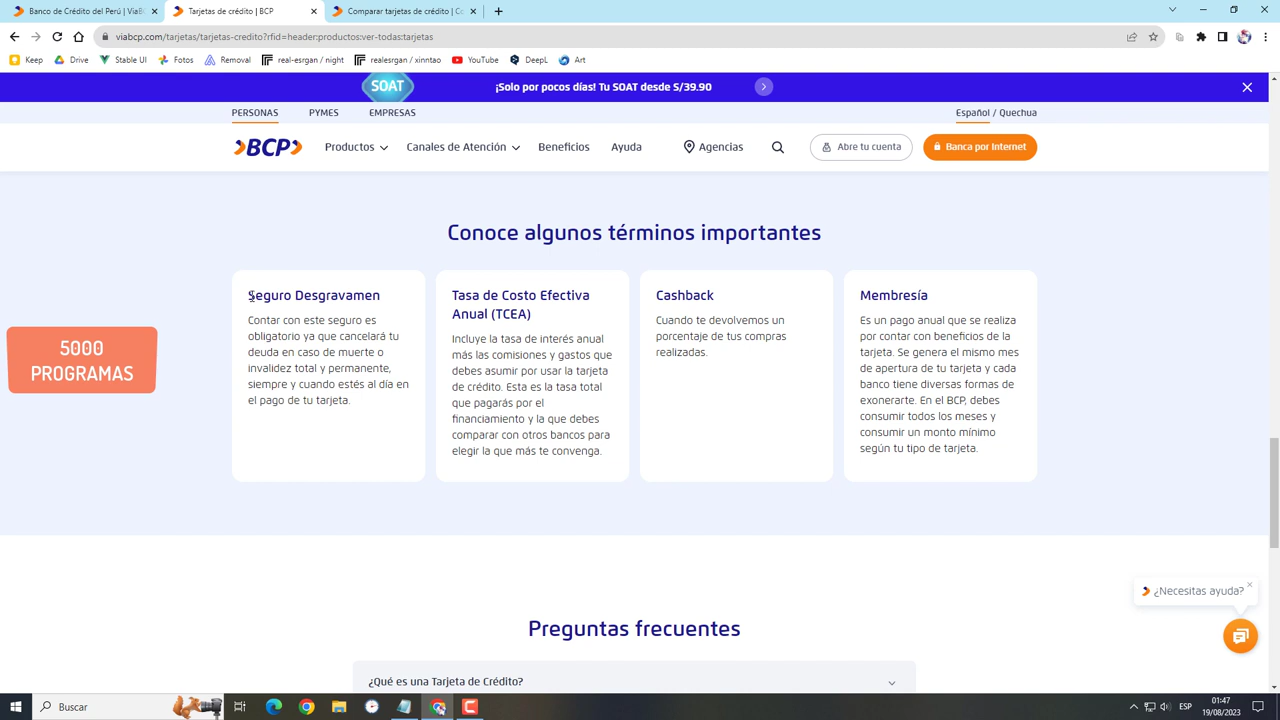 Banco de Crédito del Perú | ViaBC
Tarjetas de crédito | BCP
Comparar tarjetas de crédito | Co
viabcp.com/tarjetas/tarjetas-credito?rfid=header:productos:ver-todas:tarjetas
Keep
Drive
Stable UI
Fotos
Removal
real-esrgan / night
realesrgan / xinntao
YouTube
DeepL
Art
SOAT
¡Solo por pocos días! Tu SOAT desde S/39.90
PERSONAS
PYMES
EMPRESAS
Español / Quechua
BCP
Productos
Canales de Atención
Beneficios
Ayuda
Agencias
Abre tu cuenta
Banca por Internet
Conoce algunos términos importantes
Seguro Desgravamen
Contar con este seguro es
obligatorio ya que cancelará tu
deuda en caso de muerte o
invalidez total y permanente,
siempre y cuando estés al día en
el pago de tu tarjeta.
Tasa de Costo Efectiva
Anual (TCEA)
Incluye la tasa de interés anual
más las comisiones y gastos que
debes asumir por usar la tarjeta
de crédito. Esta es la tasa total
que pagarás por el
financiamiento y la que debes
comparar con otros bancos para
elegir la que más te convenga.
Cashback
Cuando te devolvemos un
porcentaje de tus compras
realizadas.
Membresía
Es un pago anual que se realiza
por contar con beneficios de la
tarjeta. Se genera el mismo mes
de apertura de tu tarjeta y cada
banco tiene diversas formas de
exonerarte. En el BCP, debes
consumir todos los meses y
consumir un monto mínimo
según tu tipo de tarjeta.
5000
PROGRAMAS
¿Necesitas ayuda?
Preguntas frecuentes
¿Qué es una Tarjeta de Crédito?
Buscar
ESP
01:47
19/08/2023